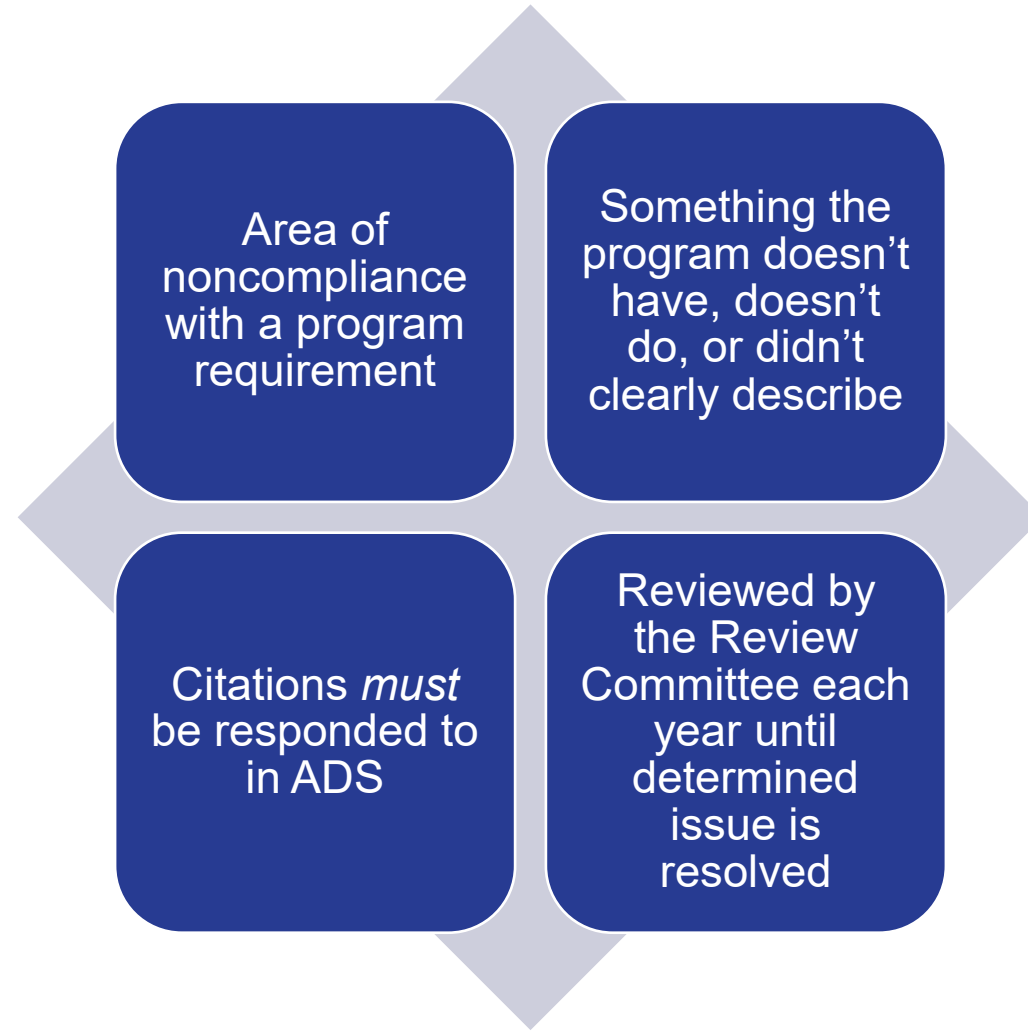 Area of
noncompliance
with a program
requirement
Something the
program doesn’t
have, doesn’t
do, or didn’t
clearly describe
Citations must
be responded to
in ADS
Reviewed by
the Review
Committee each
year until
determined
issue is
resolved